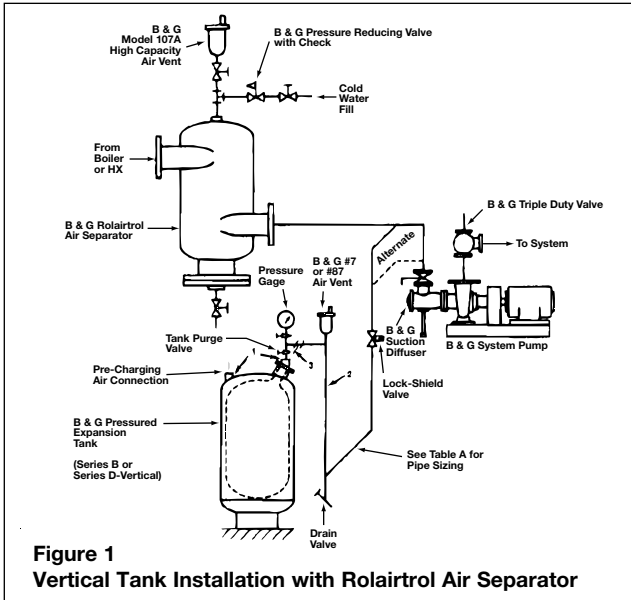 B & G
Model 107A
High Capacity
Air Vent
B & G Pressure Reducing Valve
with Check
Cold
Water
Fill
From
Boiler
or HX
B & G Rolairtrol
Air Separator
B & G Triple Duty Valve
To System
Alternate
B & G #7
or #87
Air Vent
Pressure
Gage
B & G
Suction
Diffuser
B & G System Pump
Tank Purge
Valve
1
3
2
Lock-Shield
Valve
Pre-Charging
Air Connection
B & G Pressured
Expansion
Tank
(Series B or
Series D-Vertical)
See Table A for
Pipe Sizing
Drain
Valve
Figure 1
Vertical Tank Installation with Rolairtrol Air Separator